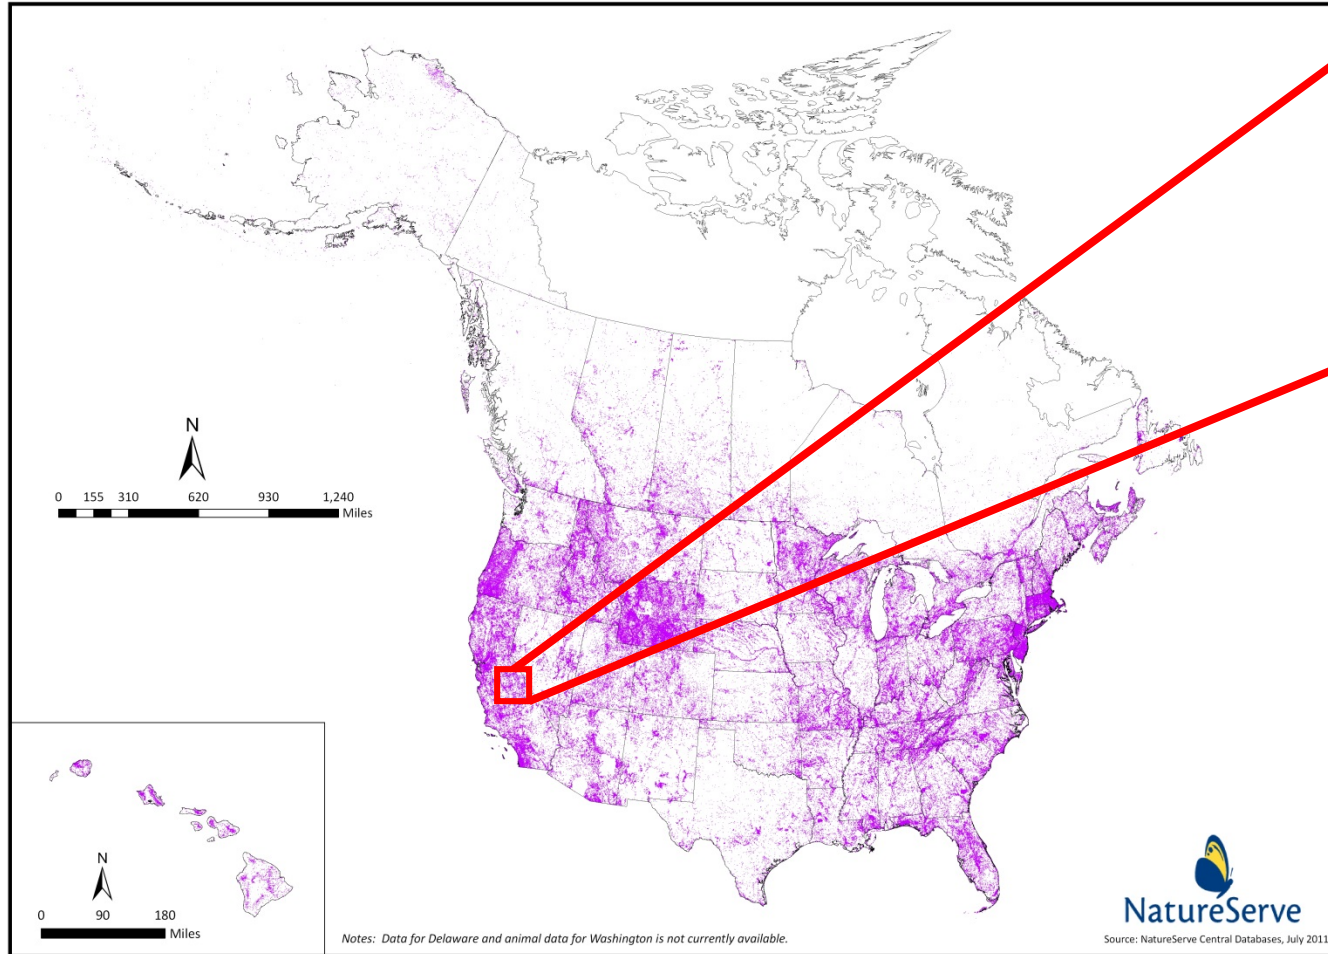 N
0 155 310 620 930 1,240
Miles
N
0 90 180
Miles
Notes: Data for Delaware and animal data for Washington is not currently available.
NatureServe
Source: NatureServe Central Databases, July 2011